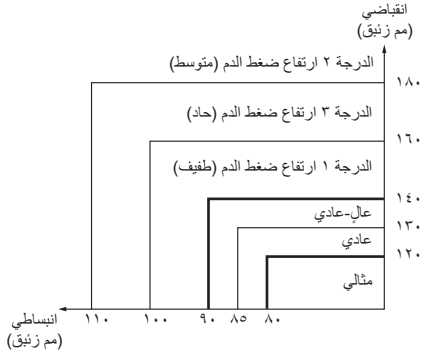 انقباضي
(مم زئبق)
الدرجة ٢ ارتفاع ضغط الدم (متوسط)
١٨٠
الدرجة ٣ ارتفاع ضغط الدم (حاد)
١٦٠
الدرجة ١ ارتفاع ضغط الدم (طفيف)
١٤٠
عالٍ-عادي
١٣٠
عادي
١٢٠
مثالي
٨٠
٨٥
٩٠
١٠٠
١١٠
انبساطي
(مم زئبق)